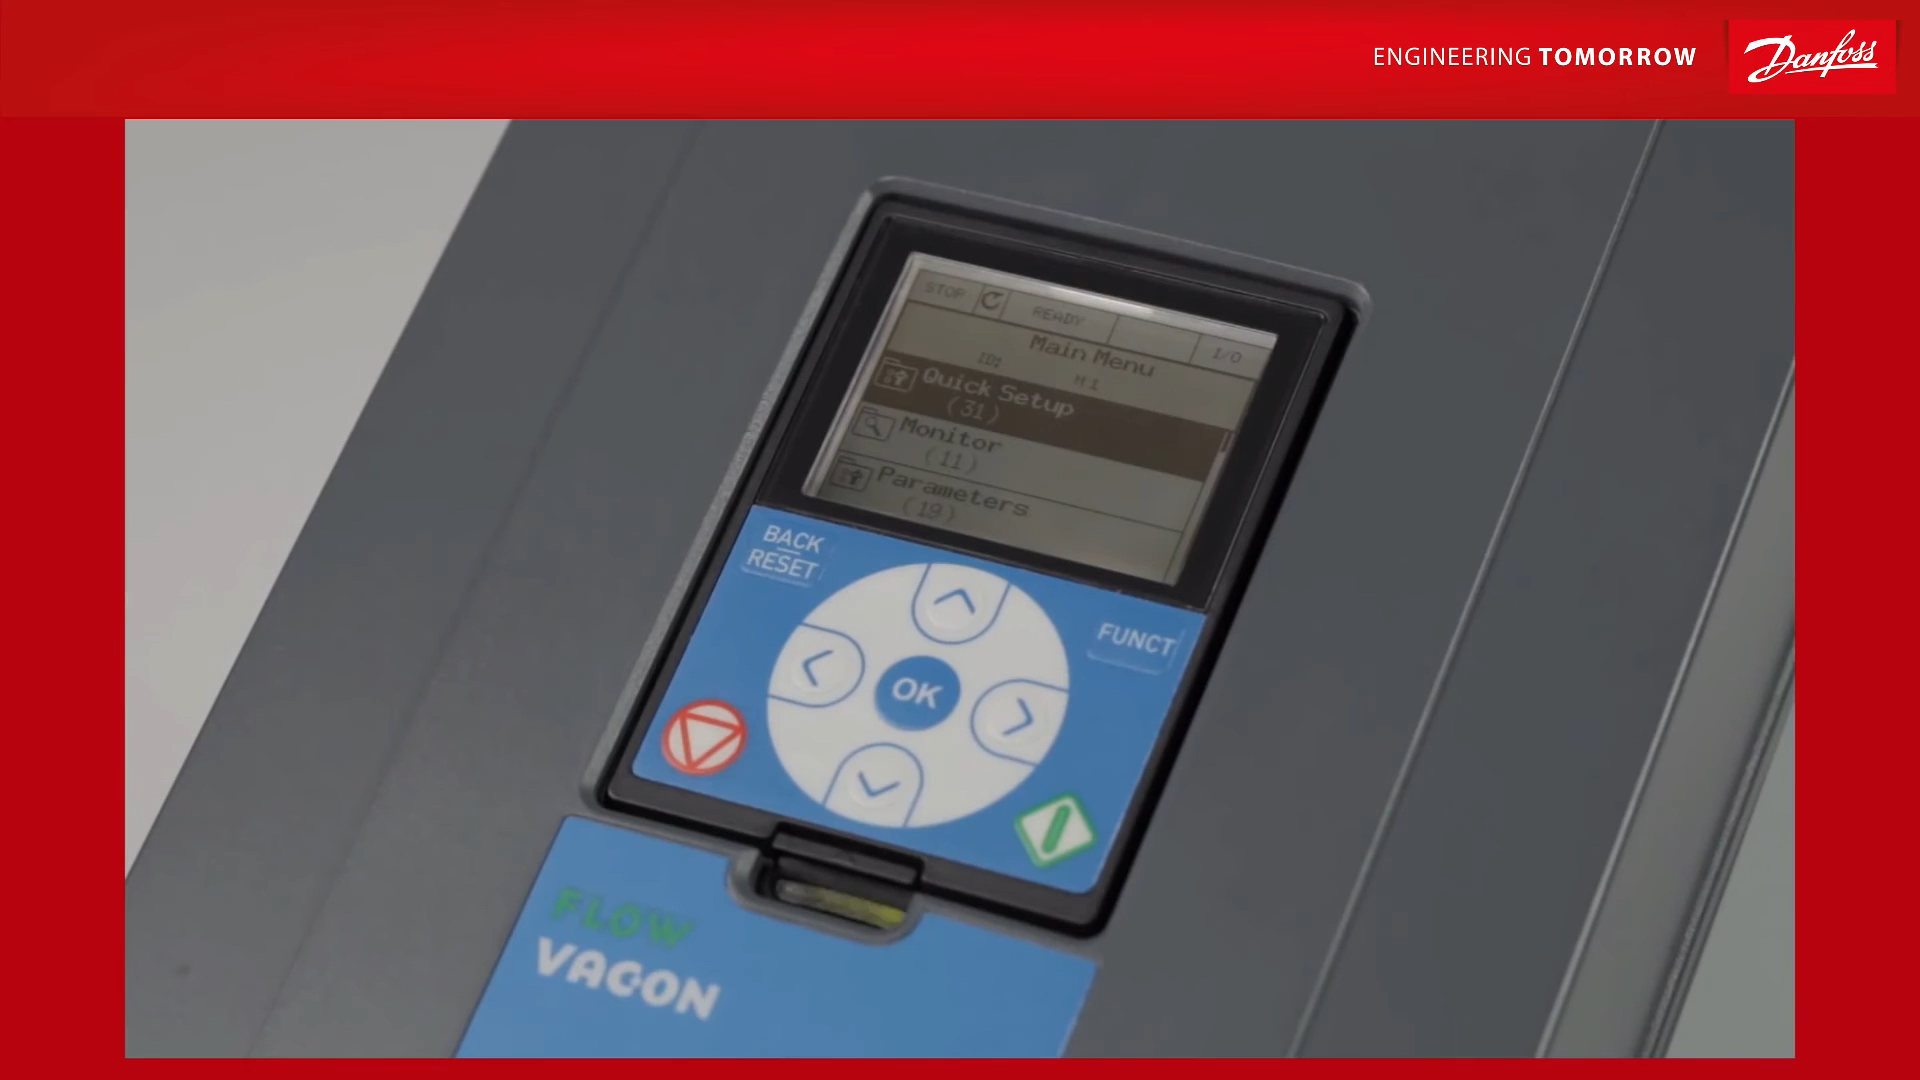 ENGINEERING TOMORROW
Danfoss
STOP
READY
I/O
Main Menu
ID: M1
Quick Setup
(31)
Monitor
(11)
Parameters
(19)
BACK
RESET
FUNCT
OK
FLOW
VACON